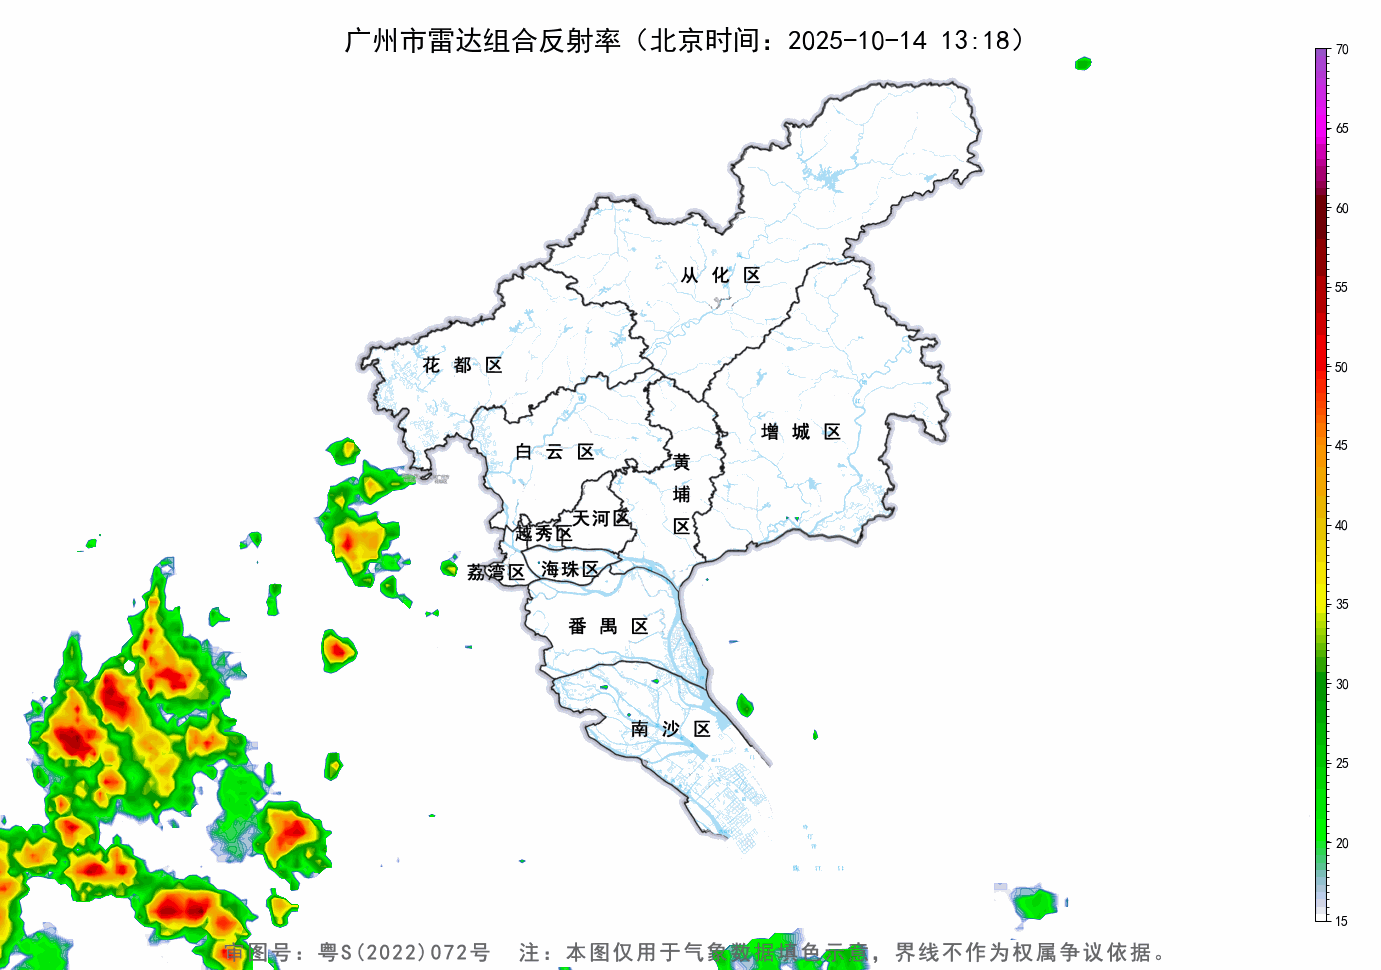 广州市雷达组合反射率（北京时间：2025-10-14 13:18）
70
65
60
55
50
45
40
35
30
25
20
15
从化区
花都区
增城区
白云区
黄埔区
天河区
越秀区
海珠区
荔湾区
番禺区
南沙区
审图号：粤S(2022)072号 注：本图仅用于气象数据填色示意，界线不作为权属争议依据。